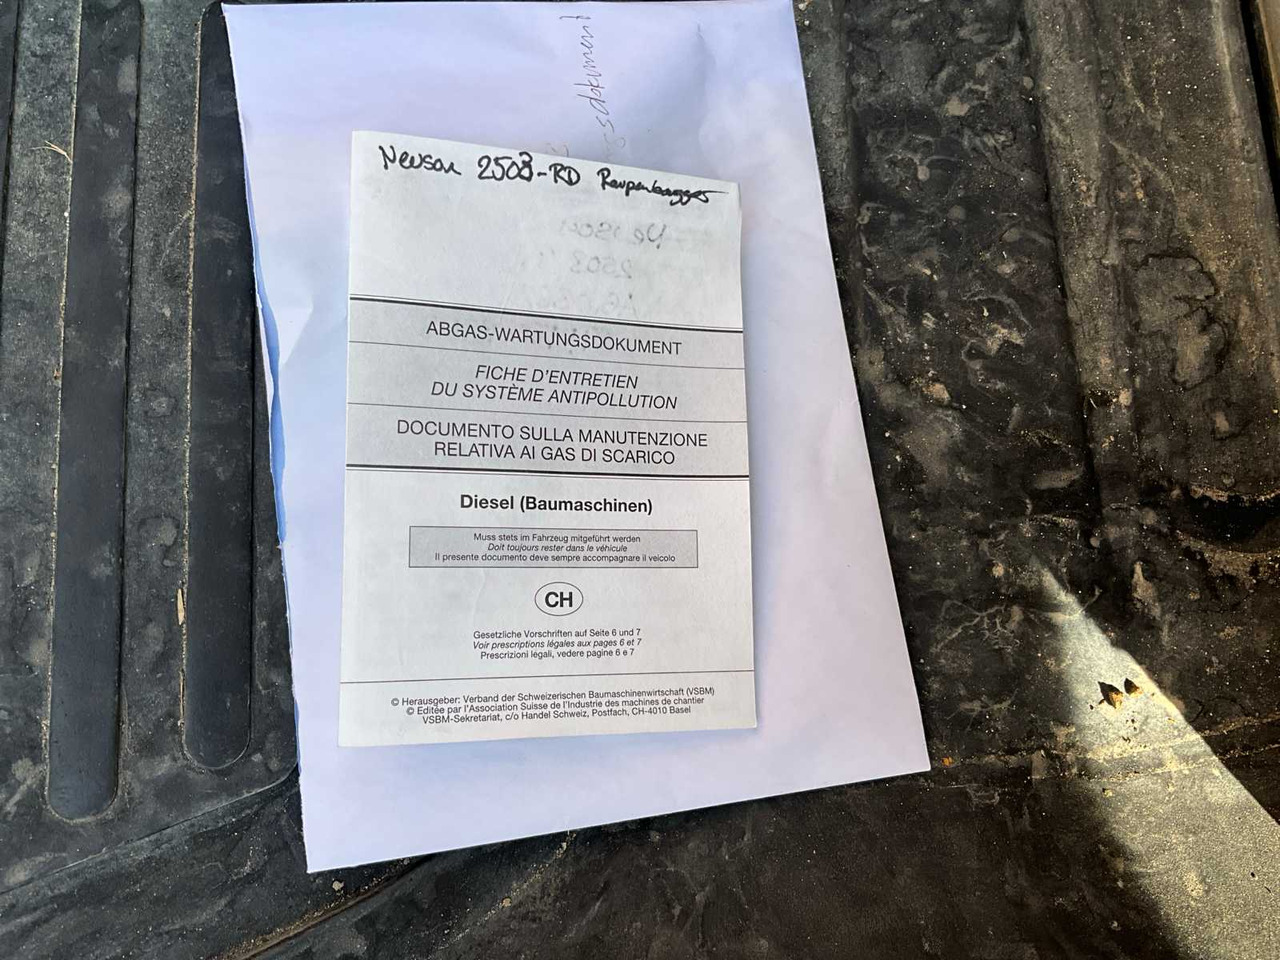 sdokument
Neuson 2503-RD Raupenbagger
2503
ABGAS-WARTUNGSDOKUMENT
FICHE D'ENTRETIEN
DU SYSTÈME ANTIPOLLUTION
DOCUMENTO SULLA MANUTENZIONE
RELATIVA AI GAS DI SCARICO
Diesel (Baumaschinen)
Muss stets im Fahrzeug mitgeführt werden
Doit toujours rester dans le véhicule
Il presente documento deve sempre accompagnare il veicolo
CH
Gesetzliche Vorschriften auf Seite 6 und 7
Voir prescriptions légales aux pages 6 et 7
Prescrizioni legali, vedere pagine 6 e 7
© Herausgeber: Verband der Schweizerischen Baumaschinenwirtschaft (VSBM)
© Editée par l'Association Suisse de l'Industrie des machines de chantier
VSBM-Sekretariat, c/o Handel Schweiz, Postfach, CH-4010 Basel